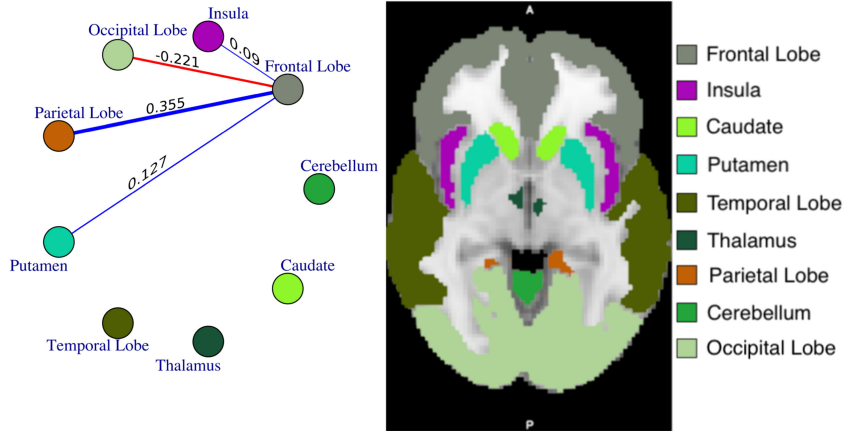 Insula
Occipital Lobe
0.09
-0.221
Frontal Lobe
Parietal Lobe
0.355
0.127
Cerebellum
Putamen
Caudate
Temporal Lobe
Thalamus
A
P
Frontal Lobe
Insula
Caudate
Putamen
Temporal Lobe
Thalamus
Parietal Lobe
Cerebellum
Occipital Lobe